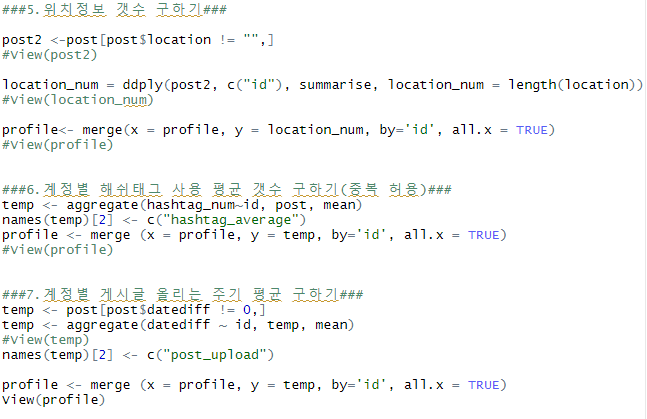 ###5.위치정보 갯수 구하기###
post2 <-post[post$location != "",]
#View(post2)
location_num = ddply(post2, c("id"), summarise, location_num = length(location))
#View(location_num)
profile<- merge(x = profile, y = location_num, by='id', all.x = TRUE)
#View(profile)
###6.계정별 해쉬태그 사용 평균 갯수 구하기(중복 허용)###
temp <- aggregate(hashtag_num~id, post, mean)
names(temp)[2] <- c("hashtag_average")
profile <- merge (x = profile, y = temp, by='id', all.x = TRUE)
#View(profile)
###7.계정별 게시글 올리는 주기 평균 구하기###
temp <- post[post$datediff != 0,]
temp <- aggregate(datediff ~ id, temp, mean)
#View(temp)
names(temp)[2] <- c("post_upload")
profile <- merge (x = profile, y = temp, by='id', all.x = TRUE)
View(profile)